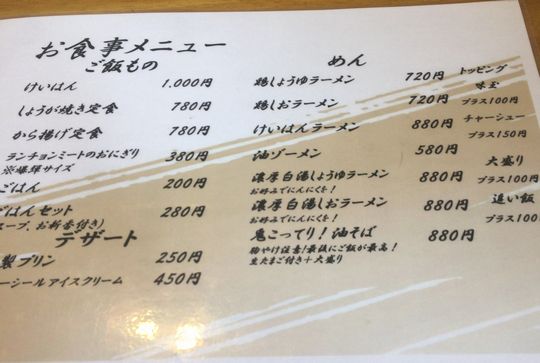 お食事メニュー
ご飯もの
けいはん 1.000円
しょうが焼き定食 780円
から揚げ定食 780円
ランチョンミートのおにぎり 380円
※爆弾サイズ
ごはん 200円
ごはんセット 280円
スープ、お新香付き)
デザート
製プリン 250円
ーシールアイスクリーム 450円
めん
鶏しょうゆラーメン 720円
鶏しおラーメン 720円
けいはんラーメン 880円
油ゾーメン 580円
濃厚白湯しょうゆラーメン 880円
お好みでにんにくを!
濃厚白湯しおラーメン 880円
お好みでにんにくを!
鬼こってり!油そば 880円
胸やけ注意!最後にご飯が最高!
生たまご付き+大盛り
トッピング
味玉
プラス100円
チャーシュー
プラス150円
大盛り
プラス100円
追い飯
プラス100